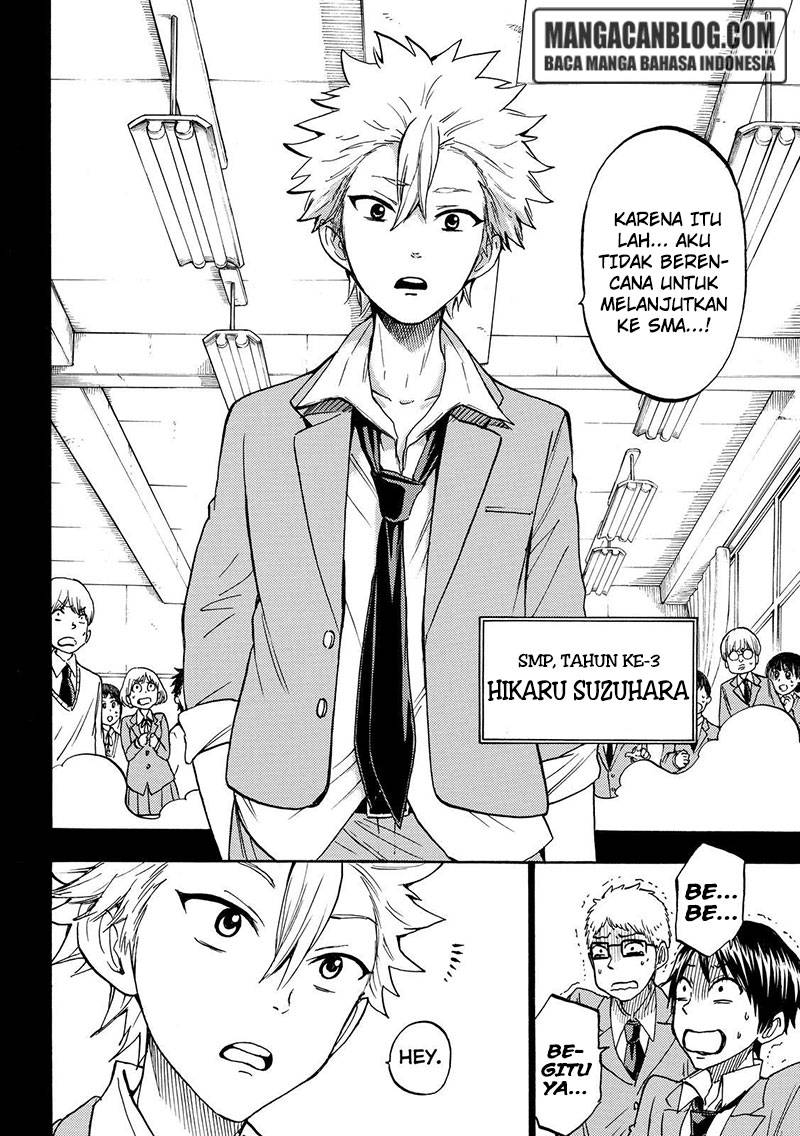 MANGACANBLOG.COM
BACA MANGA BAHASA INDONESIA
KARENA ITU
LAH... AKU
TIDAK BEREN-
CANA UNTUK
MELANJUTKAN
KE SMA...!
SMP, TAHUN KE-3
HIKARU SUZUHARA
BE...
BE...
BE-
GITU
YA...
HEY.